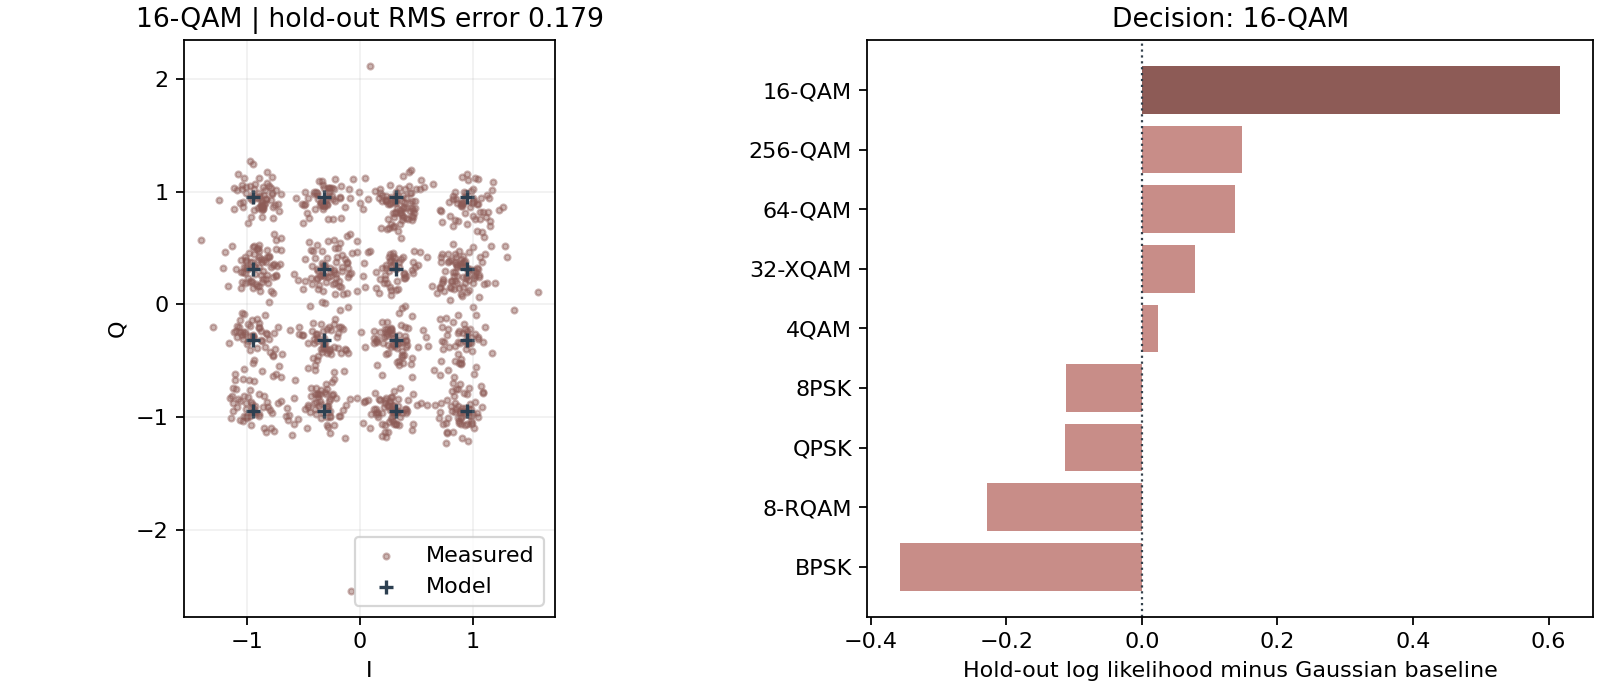 16-QAM | hold-out RMS error 0.179
2
1
0
−1
−2
Q
−1
0
1
I
Measured
Model
Decision: 16-QAM
16-QAM
256-QAM
64-QAM
32-XQAM
4QAM
8PSK
QPSK
8-RQAM
BPSK
−0.4
−0.2
0.0
0.2
0.4
0.6
Hold-out log likelihood minus Gaussian baseline